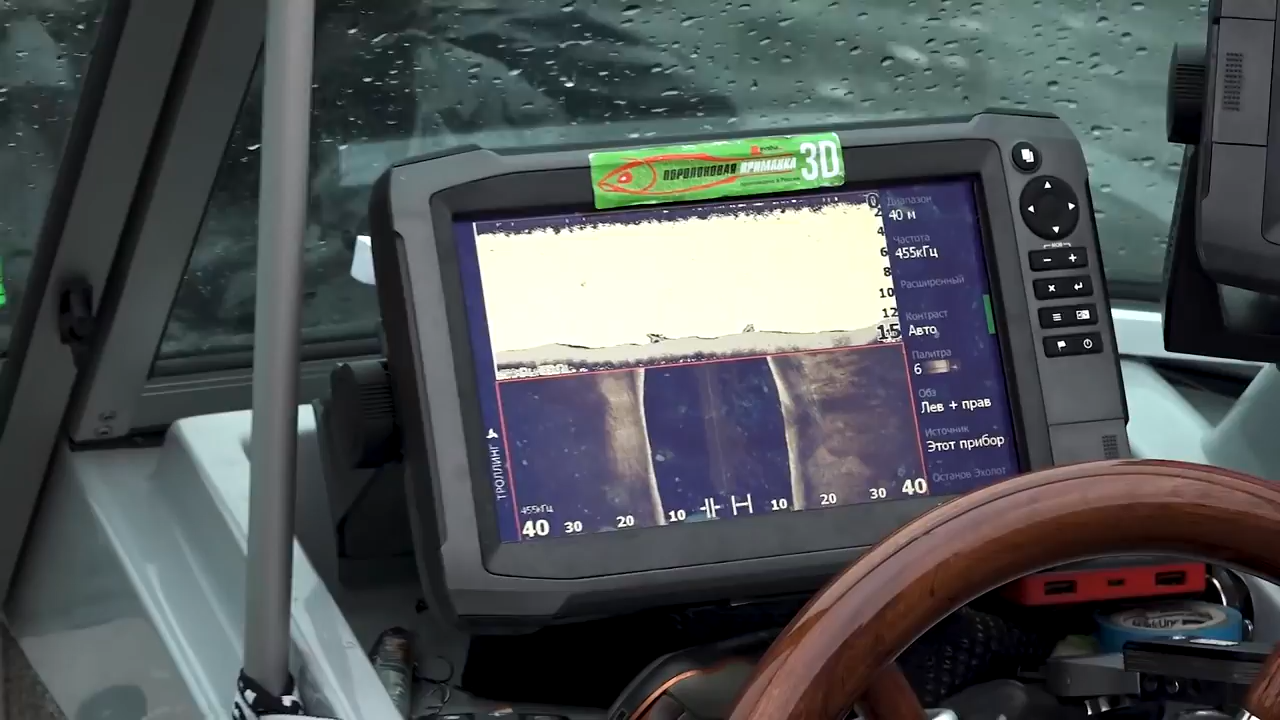 ПОРОЛОНОВАЯ ПРИМАНКА 3D
0
2
4
6
8
10
12
15
Диапазон
40 м
Частота
455кГц
Расширенный
Контраст
Авто
Палитра
6
Обз
Лев + прав
Источник
Этот прибор
Останов Эхолот
ТРОЛЛИНГ
455кГц
40 30 20 10 10 20 30 40